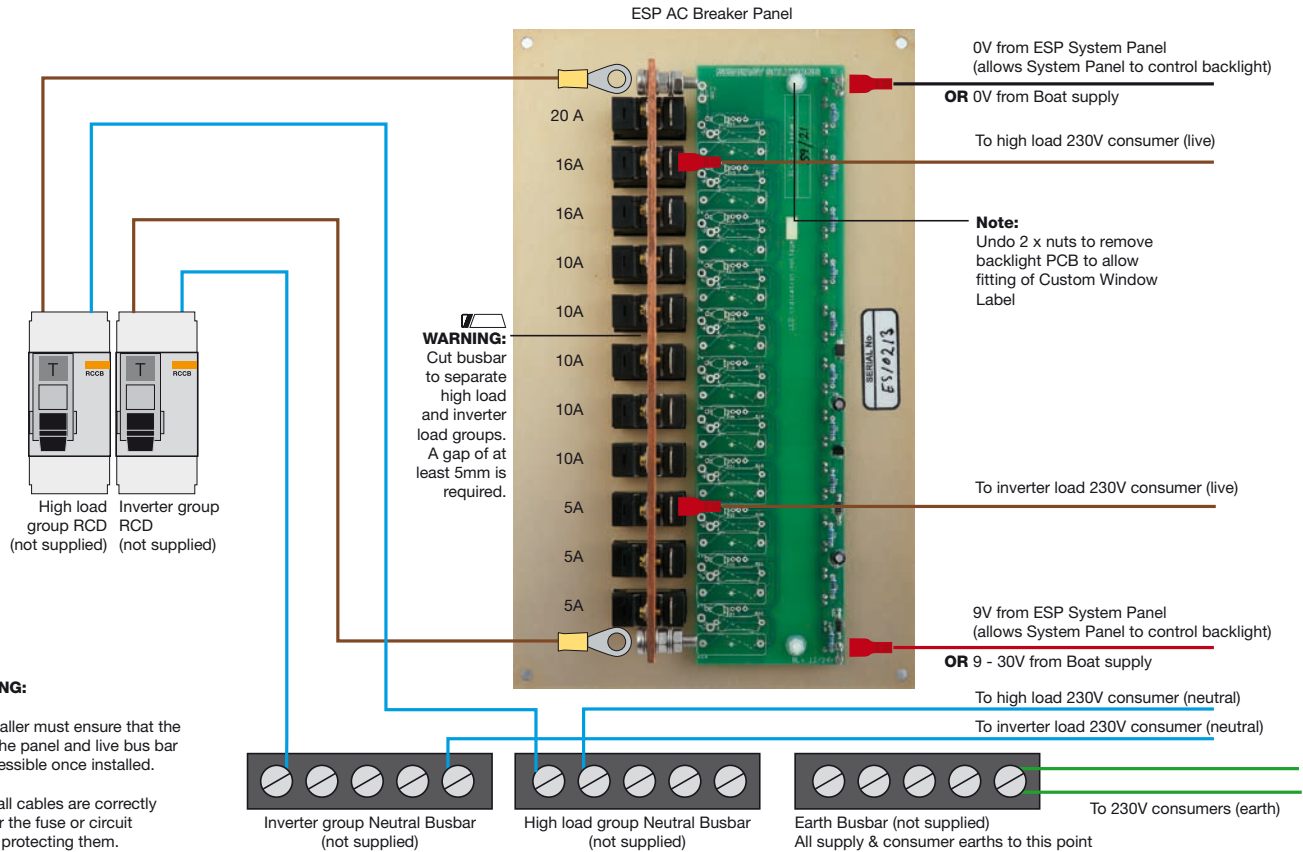 ESP AC Breaker Panel
0V from ESP System Panel
(allows System Panel to control backlight)
OR 0V from Boat supply
20 A
To high load 230V consumer (live)
16A
16A
Note:
Undo 2 x nuts to remove
backlight PCB to allow
fitting of Custom Window
Label
10A
10A
WARNING:
Cut busbar
to separate
high load
and inverter
load groups.
A gap of at
least 5mm is
required.
10A
10A
10A
SERIAL No
ES10213
T
RCCB
T
RCCB
High load
group RCD
(not supplied)
Inverter group
RCD
(not supplied)
To inverter load 230V consumer (live)
5A
5A
5A
9V from ESP System Panel
(allows System Panel to control backlight)
OR 9 - 30V from Boat supply
To high load 230V consumer (neutral)
To inverter load 230V consumer (neutral)
NG:
aller must ensure that the
he panel and live bus bar
essible once installed.
all cables are correctly
r the fuse or circuit
protecting them.
Inverter group Neutral Busbar
(not supplied)
High load group Neutral Busbar
(not supplied)
Earth Busbar (not supplied)
All supply & consumer earths to this point
To 230V consumers (earth)